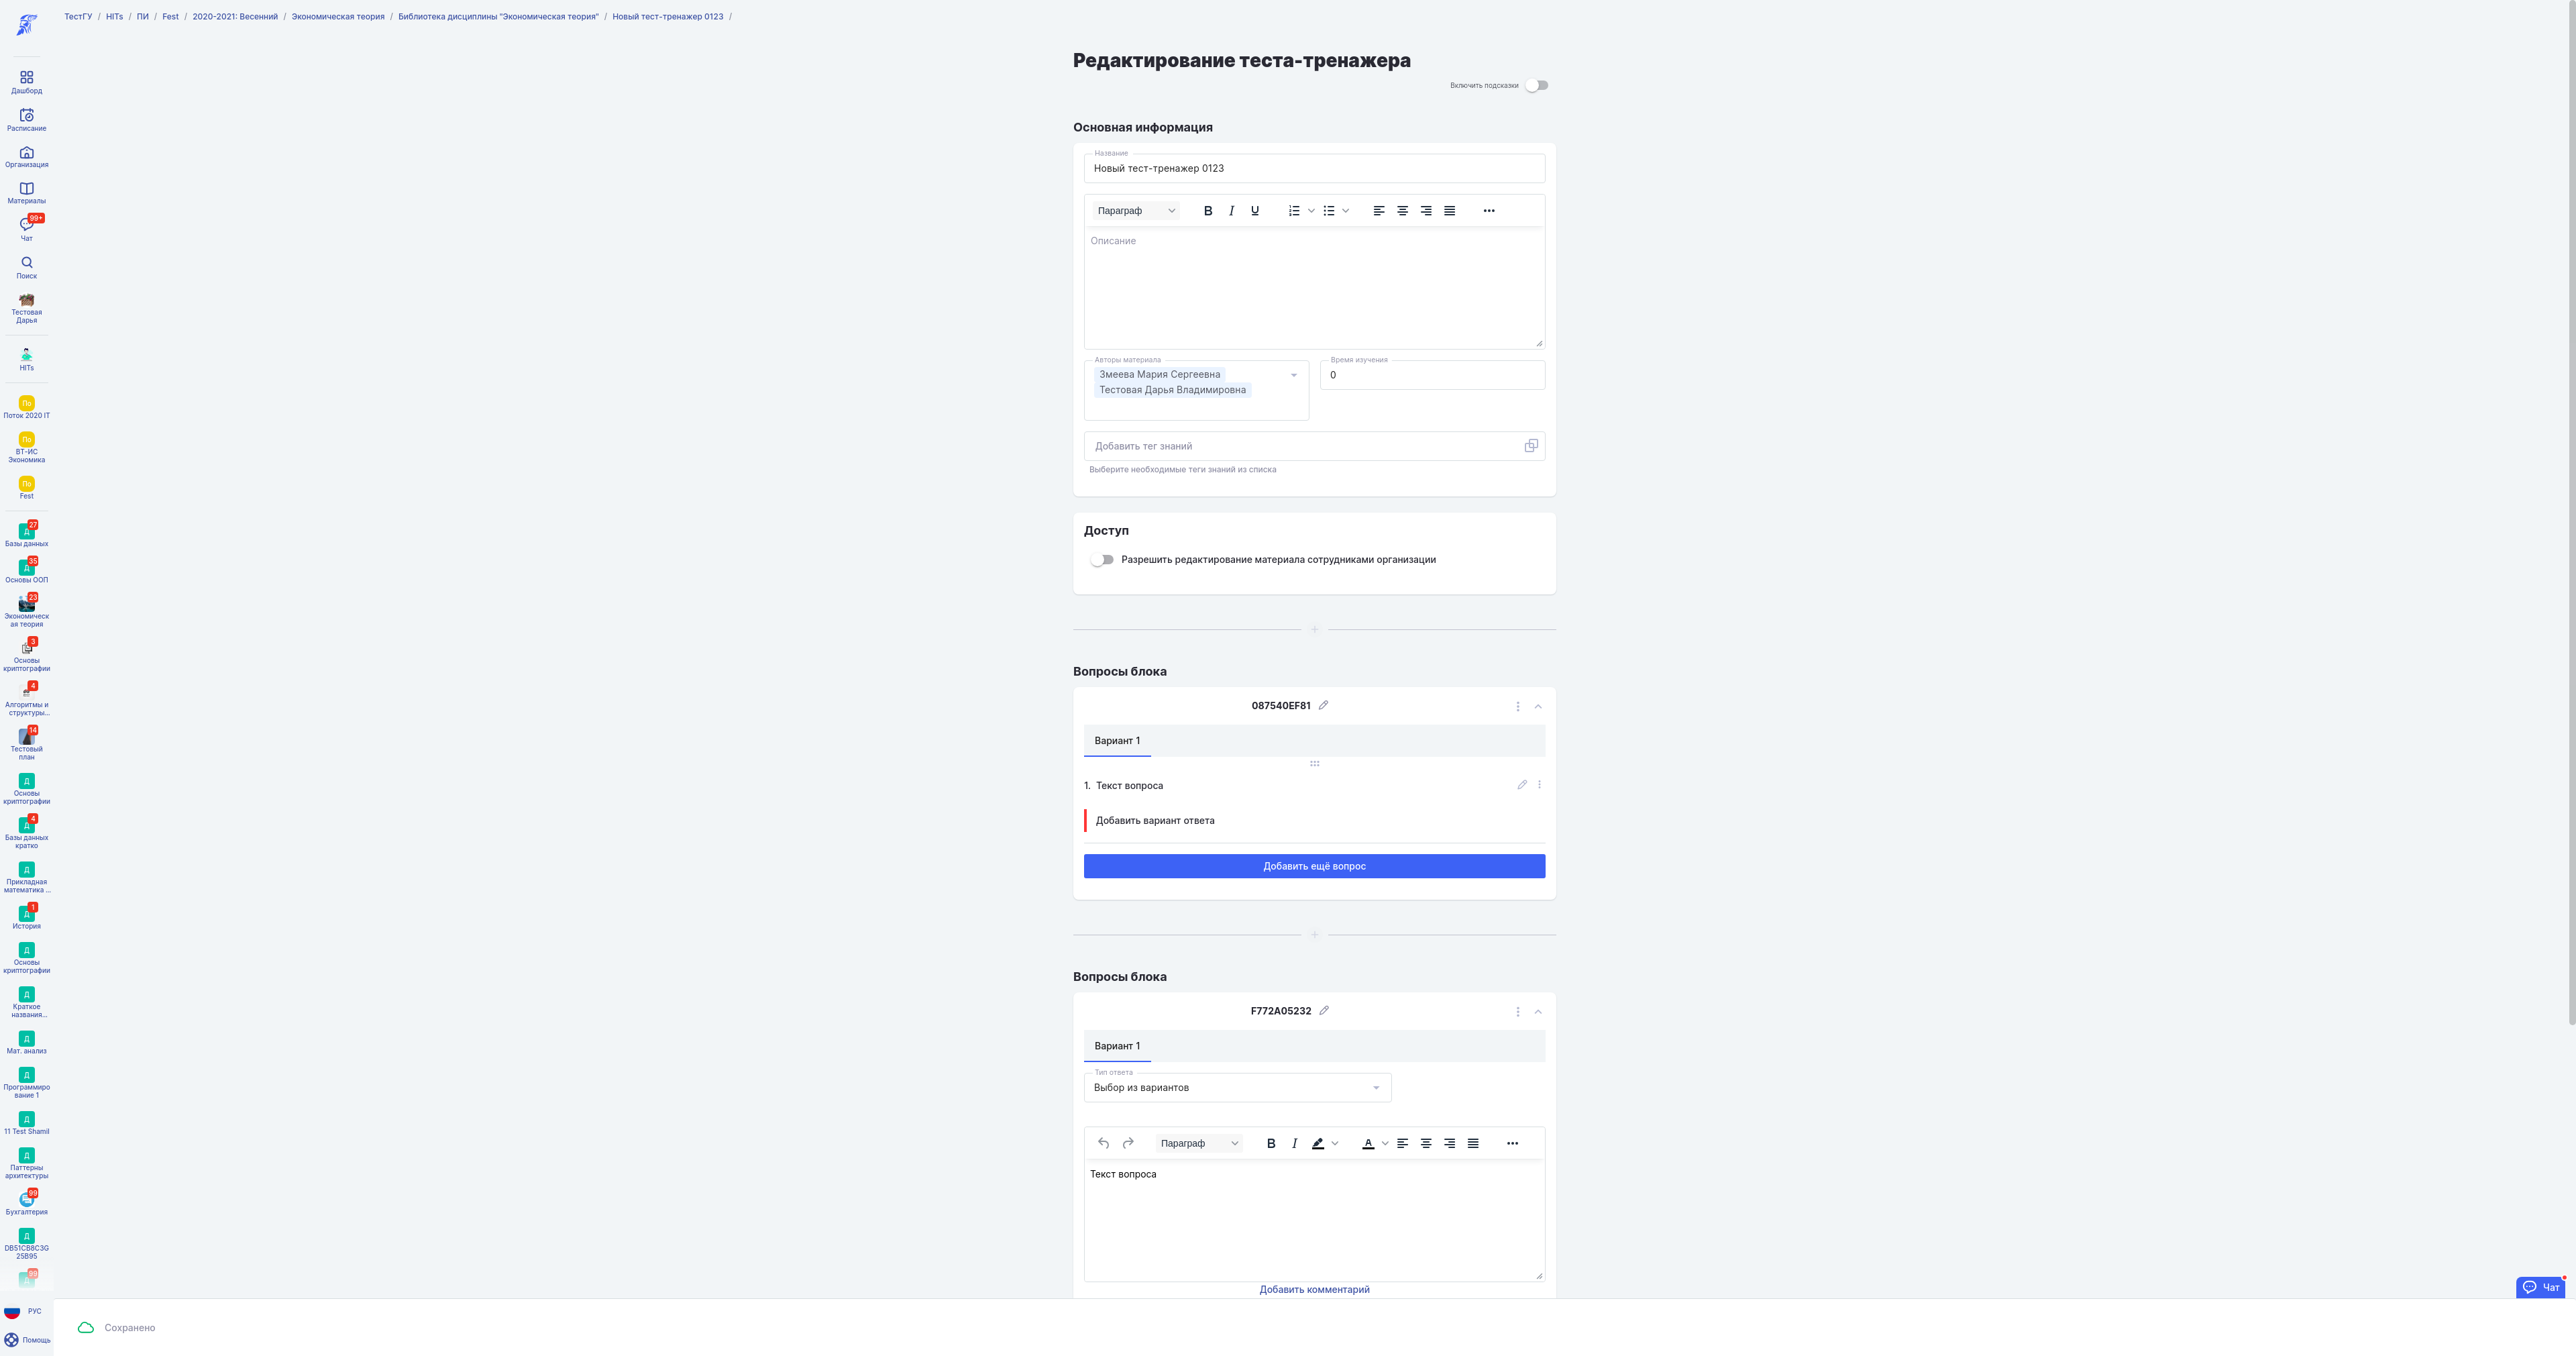 ТестГУ / HITs / ПИ / Fest / 2020-2021: Весенний / Экономическая теория / Библиотека дисциплины "Экономическая теория" / Новый тест-тренажер 0123 /
Дашборд
Расписание
Организация
Материалы
99+
Чат
Поиск
Тестовая
Дарья
HITs
По
Поток 2020 IT
По
ВТ-ИС
Экономика
По
Fest
27
Д
Базы данных
35
Д
Основы ООП
23
Экономическ
ая теория
3
Основы
криптографии
4
Алгоритмы и
структуры...
14
Тестовый
план
Д
Основы
криптографии
4
Д
Базы данных
кратко
Д
Прикладная
математика ...
1
Д
История
Д
Основы
криптографии
Д
Краткое
названия...
Д
Мат. анализ
Д
Программиро
вание 1
Д
11 Test Shamil
Д
Паттерны
архитектуры
99
Бухгалтерия
Д
DB51CB8C3G
25B95
99
Д
РУС
Помощь
Редактирование теста-тренажера
Включить подсказки
Основная информация
Название
Новый тест-тренажер 0123
Параграф
Описание
Авторы материала
Змеева Мария Сергеевна
Тестовая Дарья Владимировна
Время изучения
0
Добавить тег знаний
Выберите необходимые теги знаний из списка
Доступ
Разрешить редактирование материала сотрудниками организации
Вопросы блока
087540EF81
Вариант 1
1. Текст вопроса
Добавить вариант ответа
Добавить ещё вопрос
Вопросы блока
F772A05232
Вариант 1
Тип ответа
Выбор из вариантов
Параграф
Текст вопроса
Добавить комментарий
Чат
Сохранено